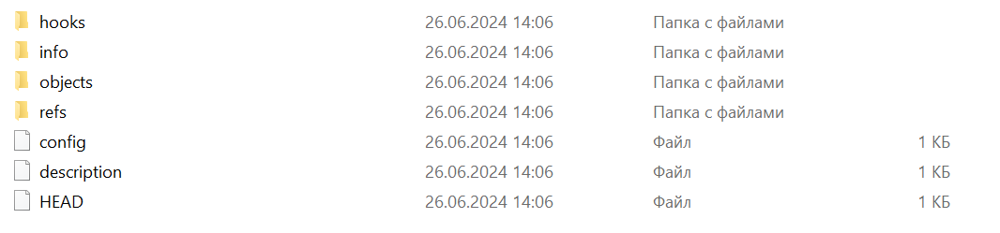 hooks 26.06.2024 14:06 Папка с файлами
info 26.06.2024 14:06 Папка с файлами
objects 26.06.2024 14:06 Папка с файлами
refs 26.06.2024 14:06 Папка с файлами
config 26.06.2024 14:06 Файл 1 КБ
description 26.06.2024 14:06 Файл 1 КБ
HEAD 26.06.2024 14:06 Файл 1 КБ